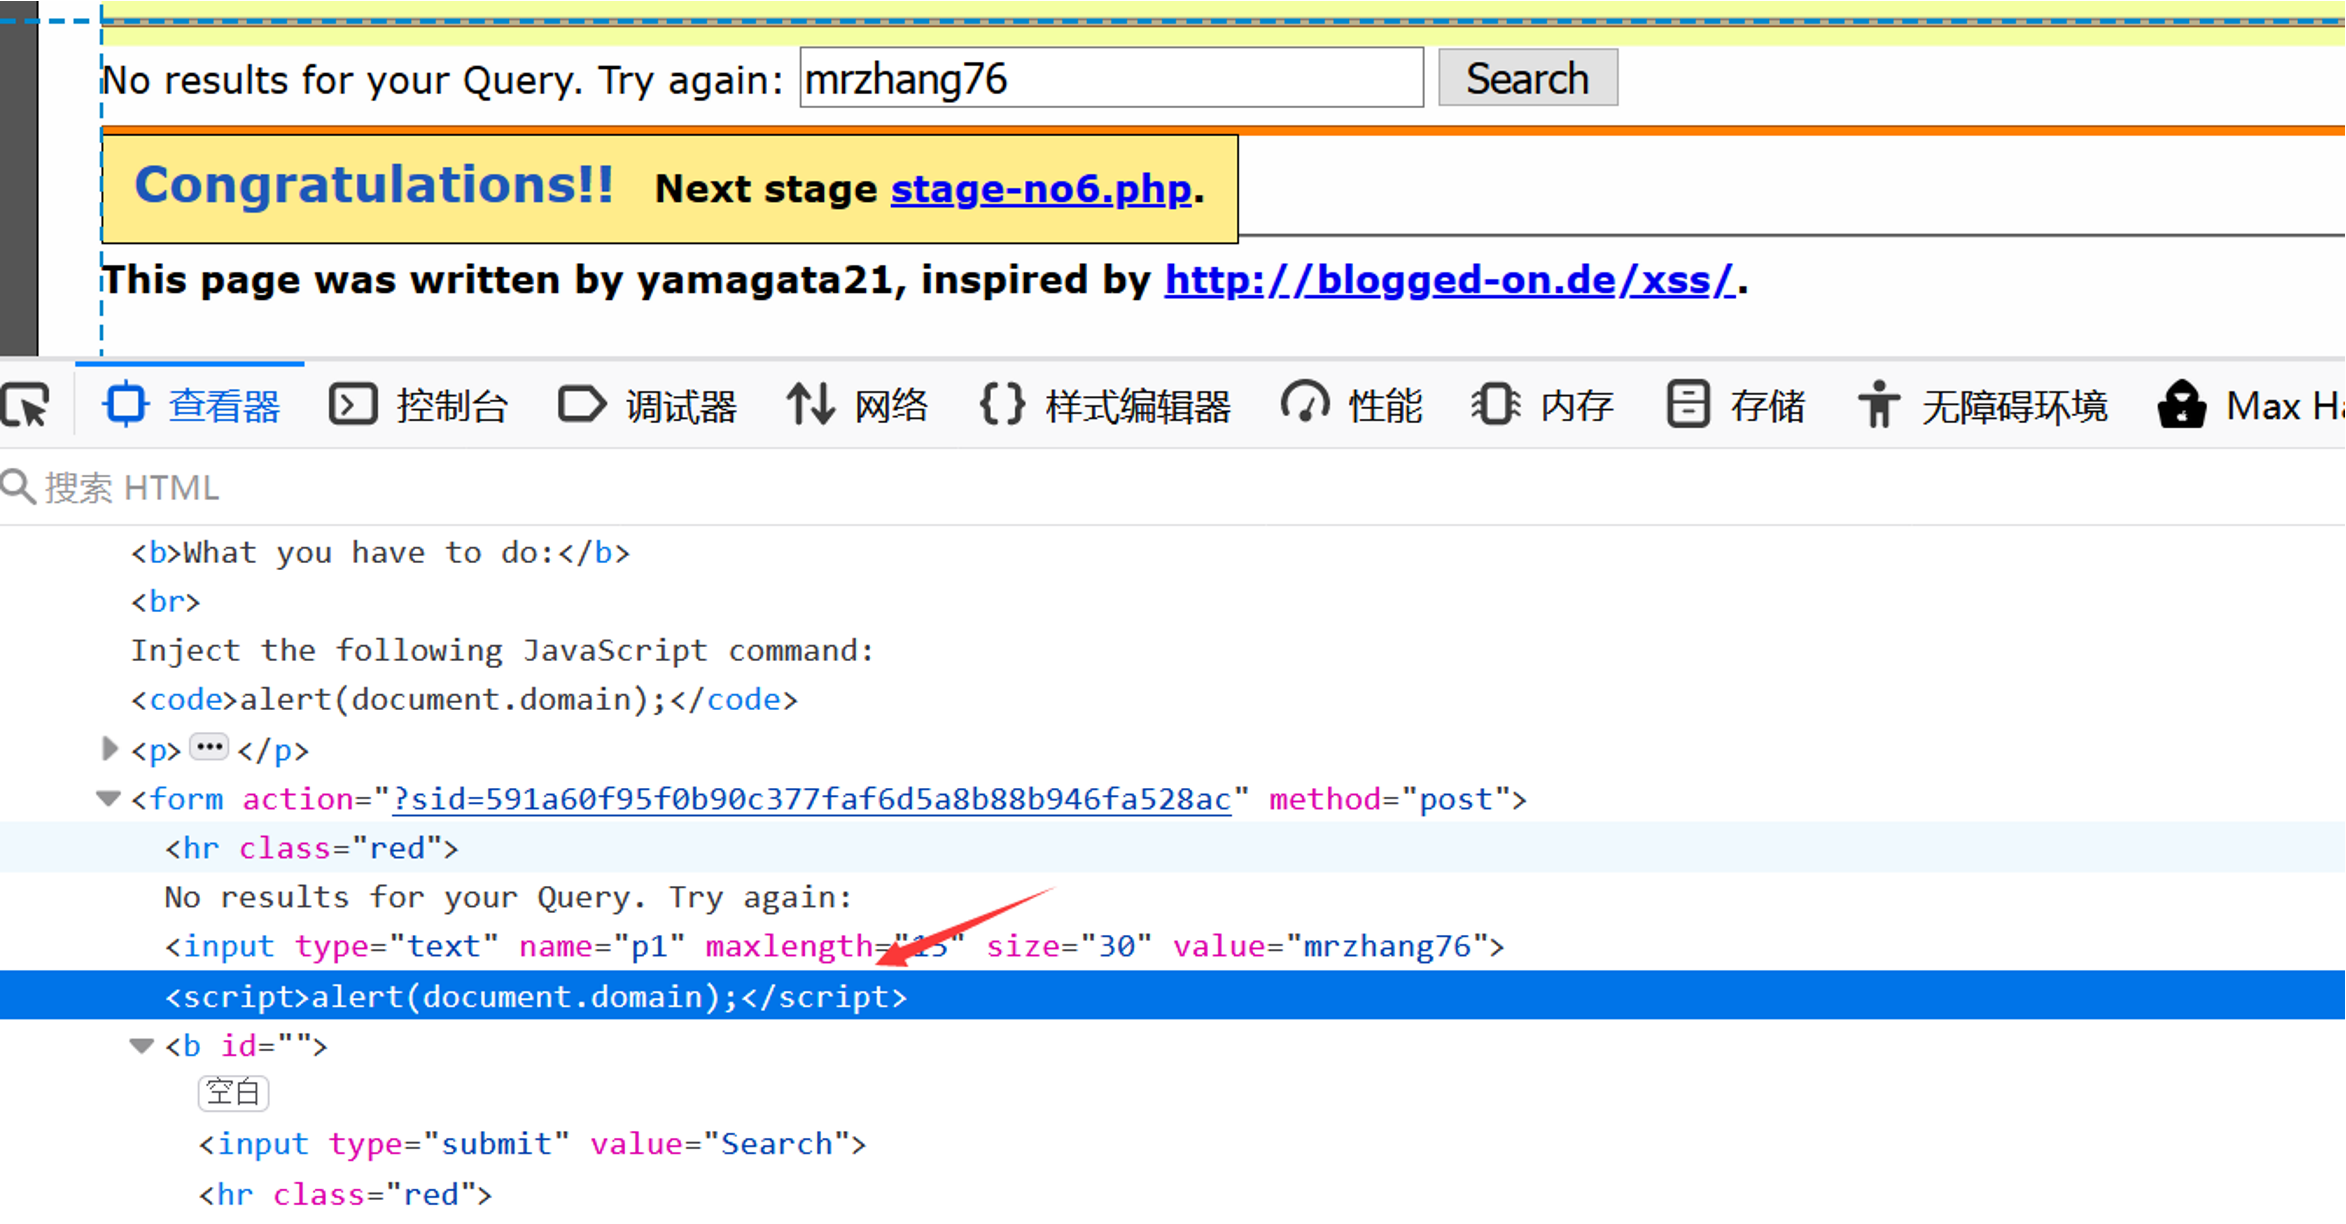 No results for your Query. Try again: mrzhang76 Search
Congratulations!! Next stage stage-no6.php.
This page was written by yamagata21, inspired by http://blogged-on.de/xss/.
查看器 控制台 调试器 网络 {} 样式编辑器 性能 内存 存储 无障碍环境 Max Ha
搜索 HTML
<b>What you have to do:</b>
<br>
Inject the following JavaScript command:
<code>alert(document.domain);</code>
<p>•••</p>
<form action="?sid=591a60f95f0b90c377faf6d5a8b88b946fa528ac" method="post">
<hr class="red">
No results for your Query. Try again:
<input type="text" name="p1" maxlength="15" size="30" value="mrzhang76">
<script>alert(document.domain);</script>
<b id="">
空白
<input type="submit" value="Search">
<hr class="red">